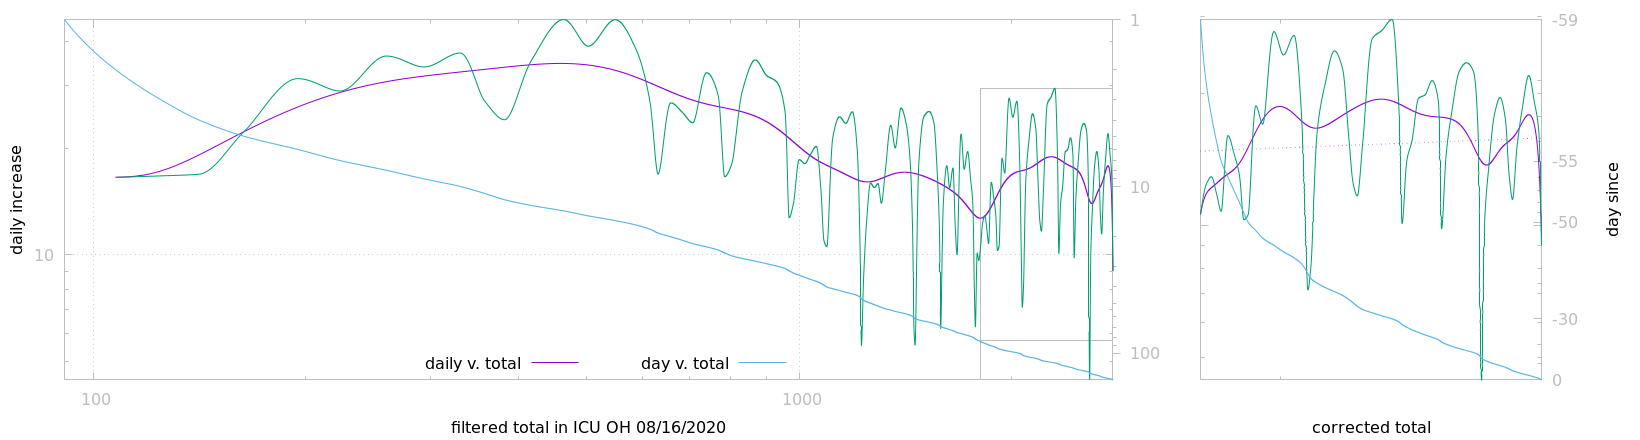 1
-59
daily increase
10
-55
day since
-50
10
-30
daily v. total
day v. total
100
0
100
1000
filtered total in ICU OH 08/16/2020
corrected total